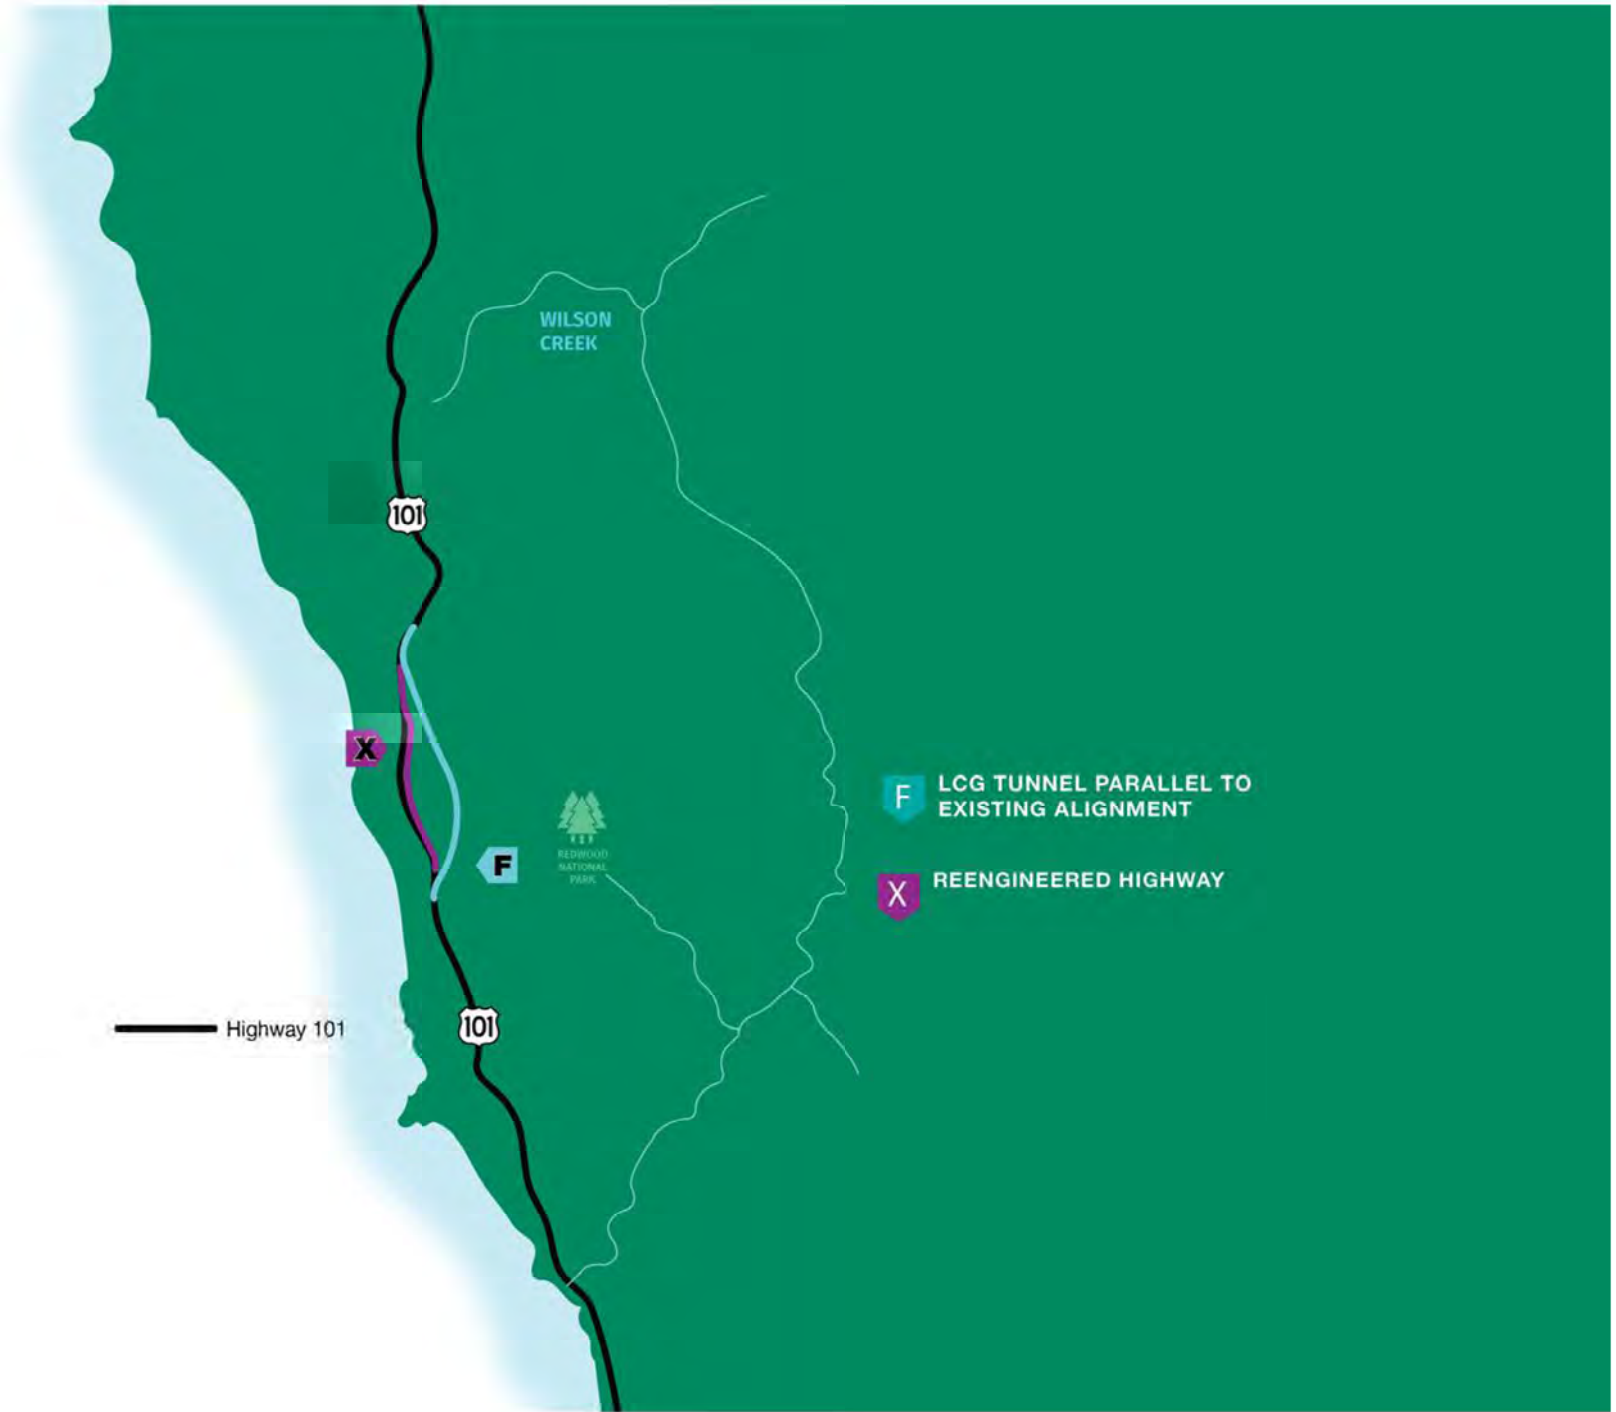 WILSON
CREEK
101
X
F
REDWOOD
NATIONAL
PARK
F
LCG TUNNEL PARALLEL TO
EXISTING ALIGNMENT
X
REENGINEERED HIGHWAY
Highway 101
101